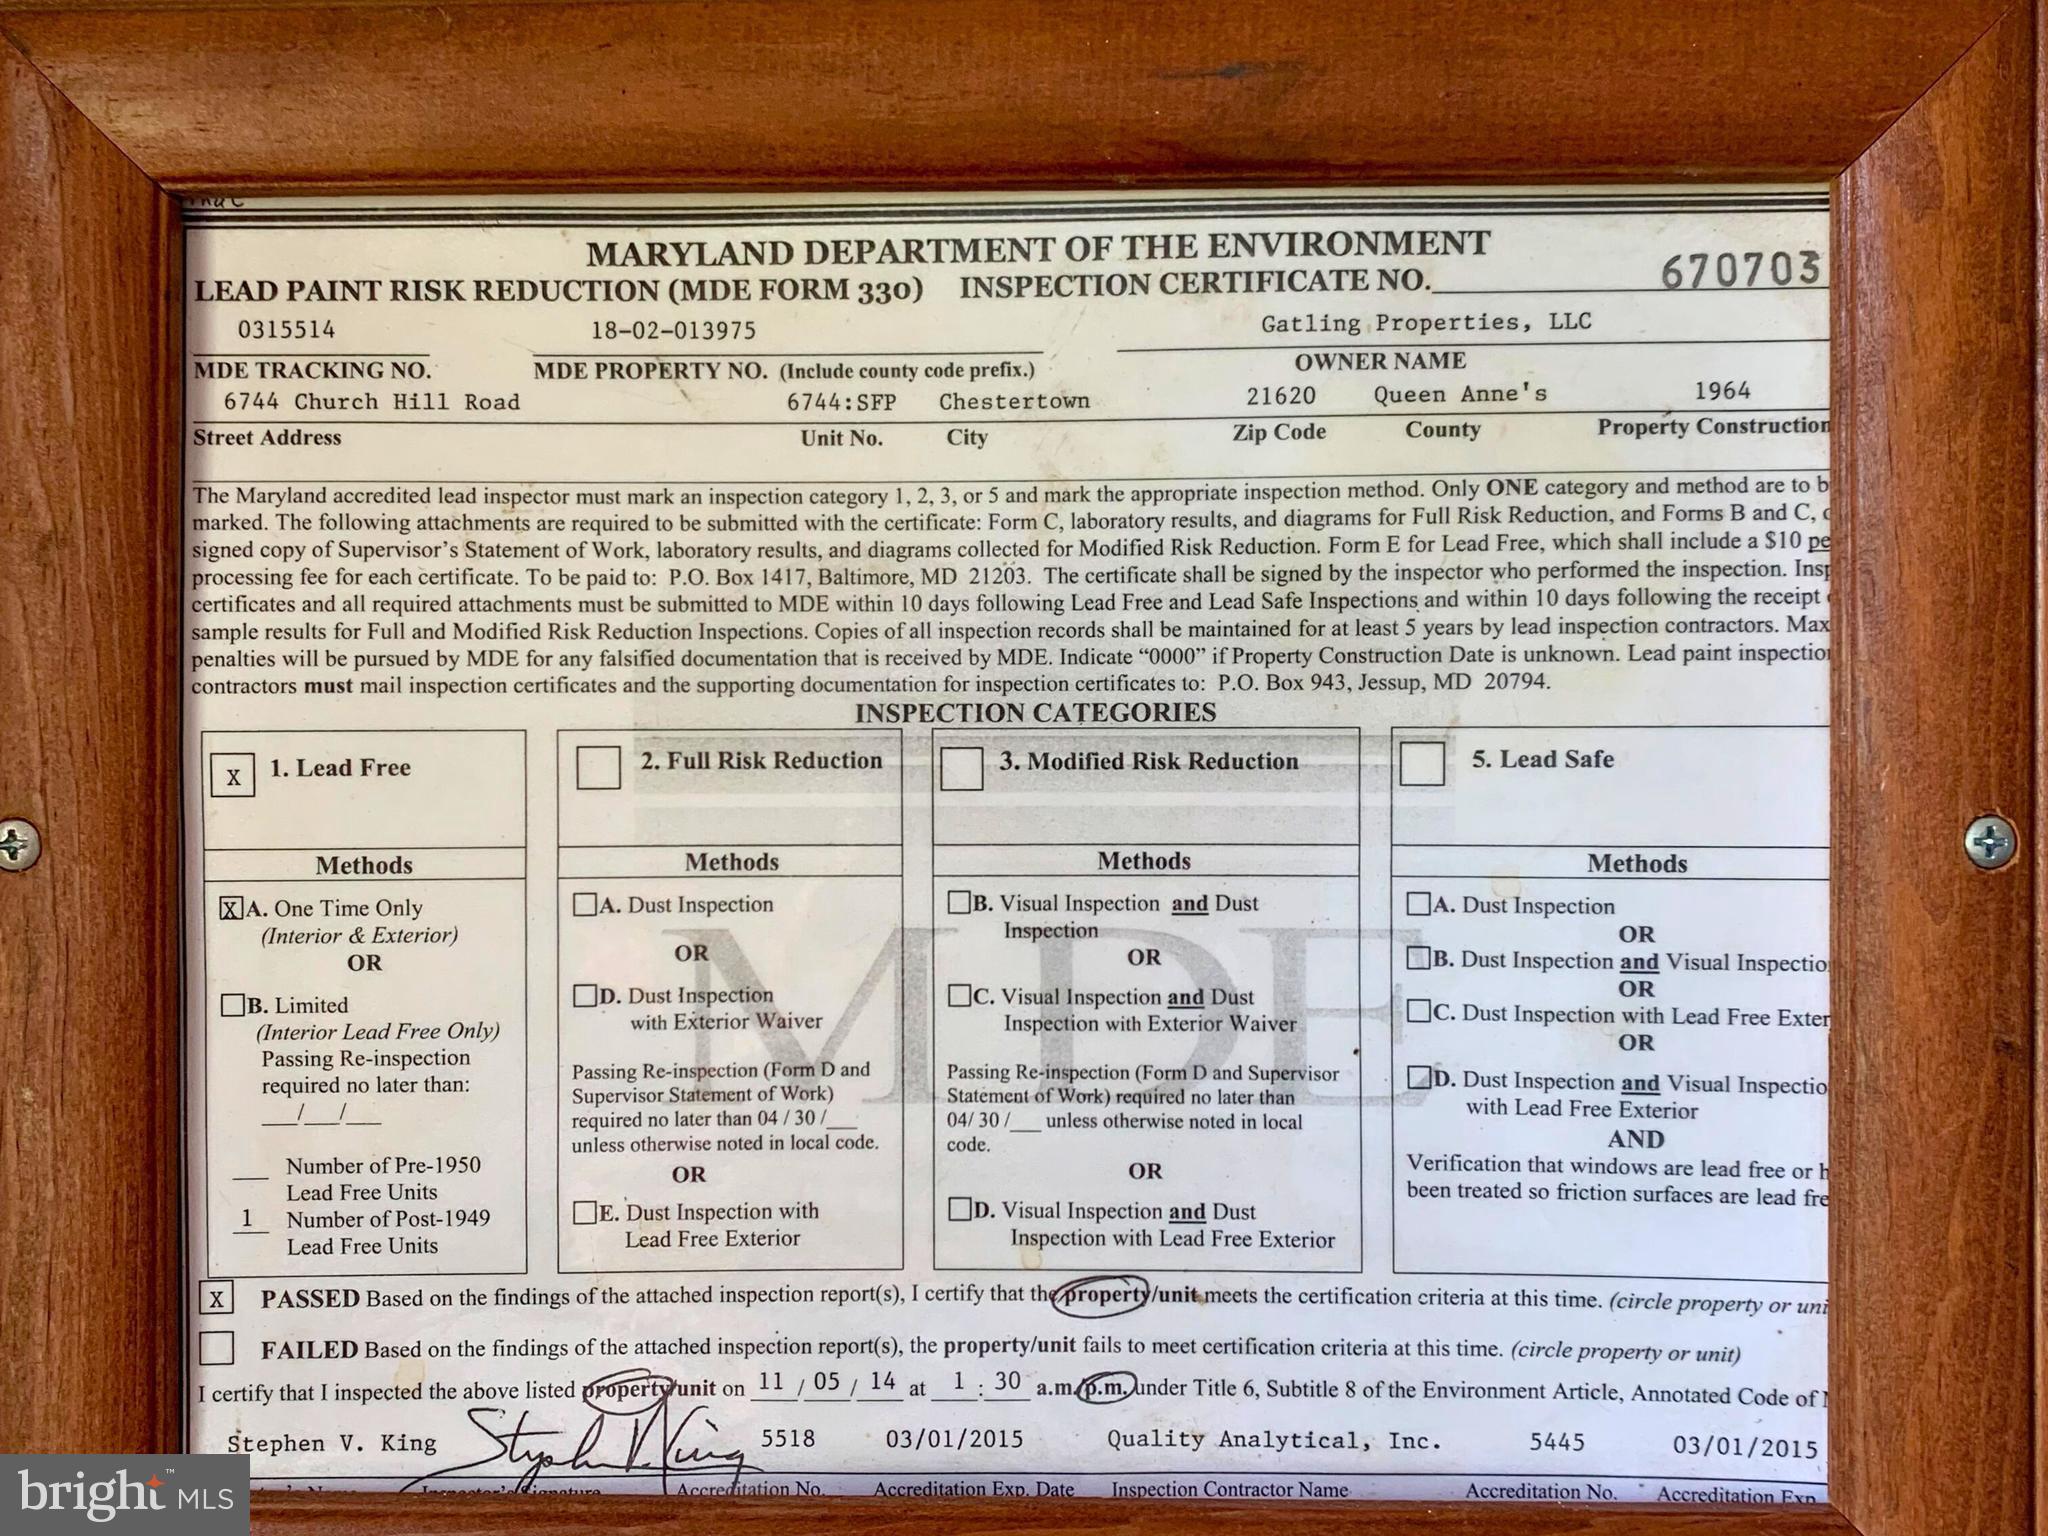 MARYLAND DEPARTMENT OF THE ENVIRONMENT
LEAD PAINT RISK REDUCTION (MDE FORM 330) INSPECTION CERTIFICATE NO. 670703
0315514 18-02-013975 Gatling Properties, LLC
MDE TRACKING NO. MDE PROPERTY NO. (Include county code prefix.) OWNER NAME
6744 Church Hill Road 6744:SFP Chestertown 21620 Queen Anne's 1964
Street Address Unit No. City Zip Code County Property Construction
The Maryland accredited lead inspector must mark an inspection category 1, 2, 3, or 5 and mark the appropriate inspection method. Only ONE category and method are to b
marked. The following attachments are required to be submitted with the certificate: Form C, laboratory results, and diagrams for Full Risk Reduction, and Forms B and C,
signed copy of Supervisor's Statement of Work, laboratory results, and diagrams collected for Modified Risk Reduction. Form E for Lead Free, which shall include a $10 pe
processing fee for each certificate. To be paid to: P.O. Box 1417, Baltimore, MD 21203. The certificate shall be signed by the inspector who performed the inspection. Insp
certificates and all required attachments must be submitted to MDE within 10 days following Lead Free and Lead Safe Inspections and within 10 days following the receipt
sample results for Full and Modified Risk Reduction Inspections. Copies of all inspection records shall be maintained for at least 5 years by lead inspection contractors. Max
penalties will be pursued by MDE for any falsified documentation that is received by MDE. Indicate “0000” if Property Construction Date is unknown. Lead paint inspectio
contractors must mail inspection certificates and the supporting documentation for inspection certificates to: P.O. Box 943, Jessup, MD 20794.
INSPECTION CATEGORIES
X 1. Lead Free
Methods
X A. One Time Only
(Interior & Exterior)
OR
B. Limited
(Interior Lead Free Only)
Passing Re-inspection
required no later than:
__/__/__
Number of Pre-1950
Lead Free Units
1 Number of Post-1949
Lead Free Units
2. Full Risk Reduction
Methods
A. Dust Inspection
OR
D. Dust Inspection
with Exterior Waiver
Passing Re-inspection (Form D and
Supervisor Statement of Work)
required no later than 04 / 30 /__
unless otherwise noted in local code.
OR
E. Dust Inspection with
Lead Free Exterior
3. Modified Risk Reduction
Methods
B. Visual Inspection and Dust
Inspection
OR
C. Visual Inspection and Dust
Inspection with Exterior Waiver
Passing Re-inspection (Form D and Supervisor
Statement of Work) required no later than
04/ 30 /__ unless otherwise noted in local
code.
OR
D. Visual Inspection and Dust
Inspection with Lead Free Exterior
5. Lead Safe
Methods
A. Dust Inspection
OR
B. Dust Inspection and Visual Inspectio
OR
C. Dust Inspection with Lead Free Exter
OR
D. Dust Inspection and Visual Inspectio
with Lead Free Exterior
AND
Verification that windows are lead free or h
been treated so friction surfaces are lead fre
MDE
X PASSED Based on the findings of the attached inspection report(s), I certify that the property/unit meets the certification criteria at this time. (circle property or uni
FAILED Based on the findings of the attached inspection report(s), the property/unit fails to meet certification criteria at this time. (circle property or unit)
I certify that I inspected the above listed property/unit on 11 / 05 / 14 at 1 : 30 a.m./p.m. under Title 6, Subtitle 8 of the Environment Article, Annotated Code of
Stephen V. King Stephen V. King 5518 03/01/2015 Quality Analytical, Inc. 5445 03/01/2015
Name Inspector's Signature Accreditation No. Accreditation Exp. Date Inspection Contractor Name Accreditation No. Accreditation Exp
bright™ MLS